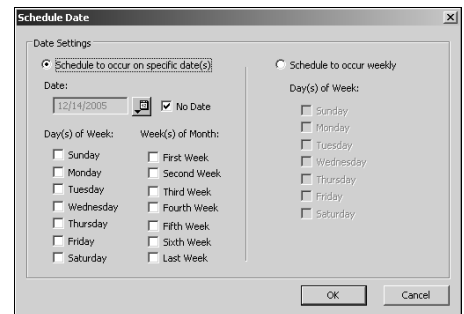 Schedule Date
Date Settings
Schedule to occur on specific date(s)
Date:
12/14/2005
No Date
Day(s) of Week:
Sunday
Monday
Tuesday
Wednesday
Thursday
Friday
Saturday
Week(s) of Month:
First Week
Second Week
Third Week
Fourth Week
Fifth Week
Sixth Week
Last Week
Schedule to occur weekly
Day(s) of Week:
Sunday
Monday
Tuesday
Wednesday
Thursday
Friday
Saturday
OK
Cancel